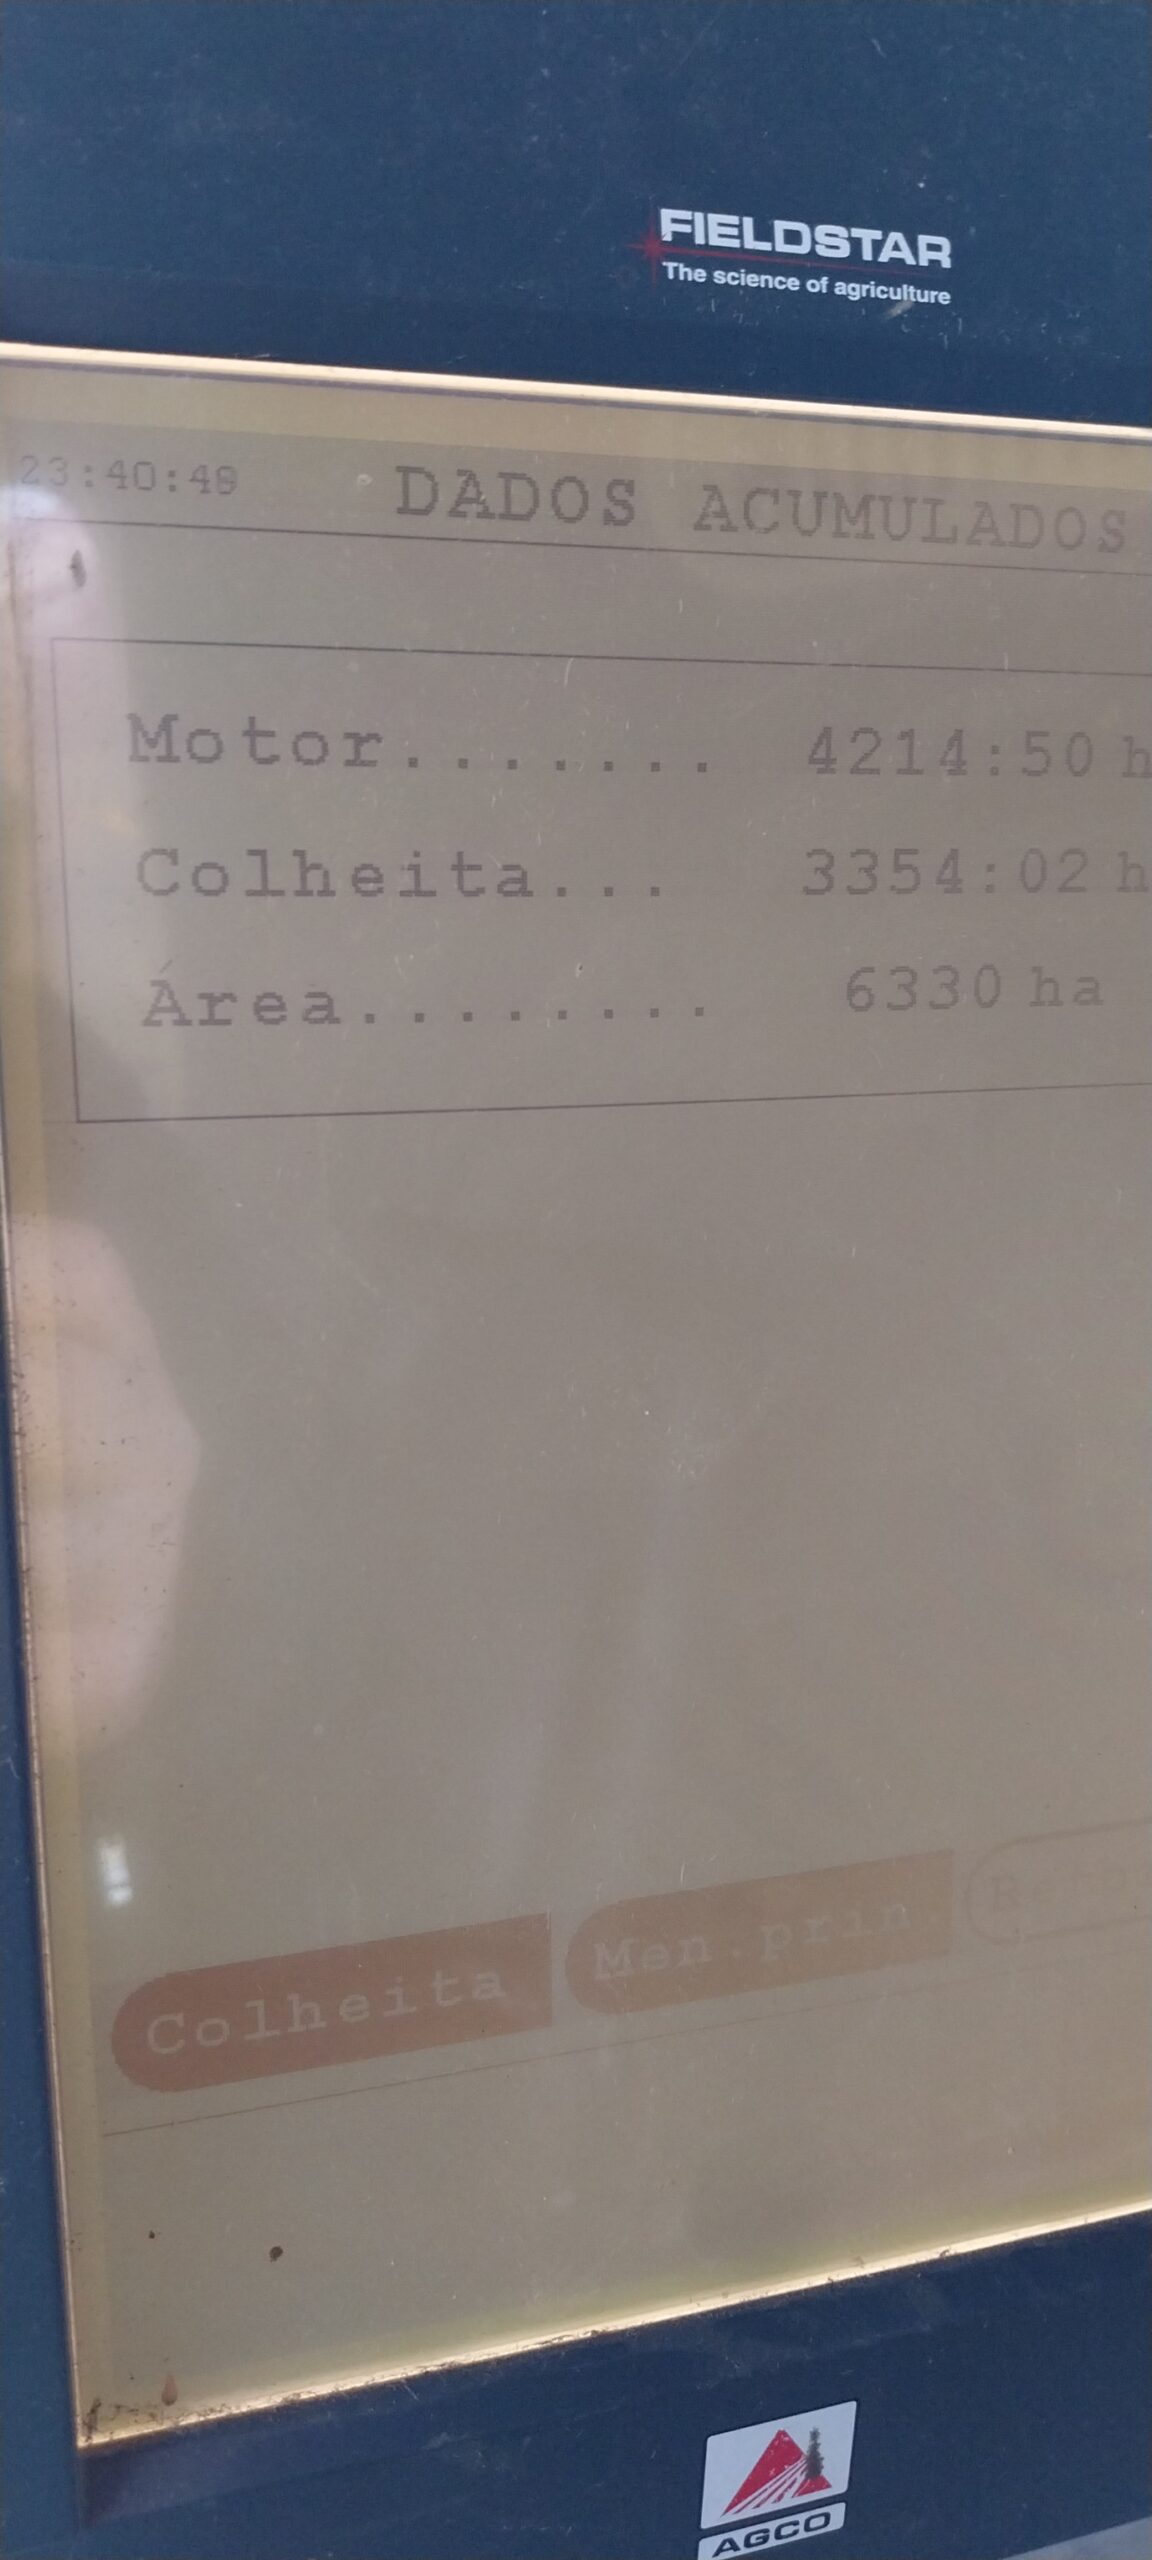 FIELDSTAR
The science of agriculture
23:40:48 DADOS ACUMULADOS
Motor....... 4214:50 h
Colheita... 3354:02 h
Área......... 6330 ha
Colheita Men.prin.
AGCO